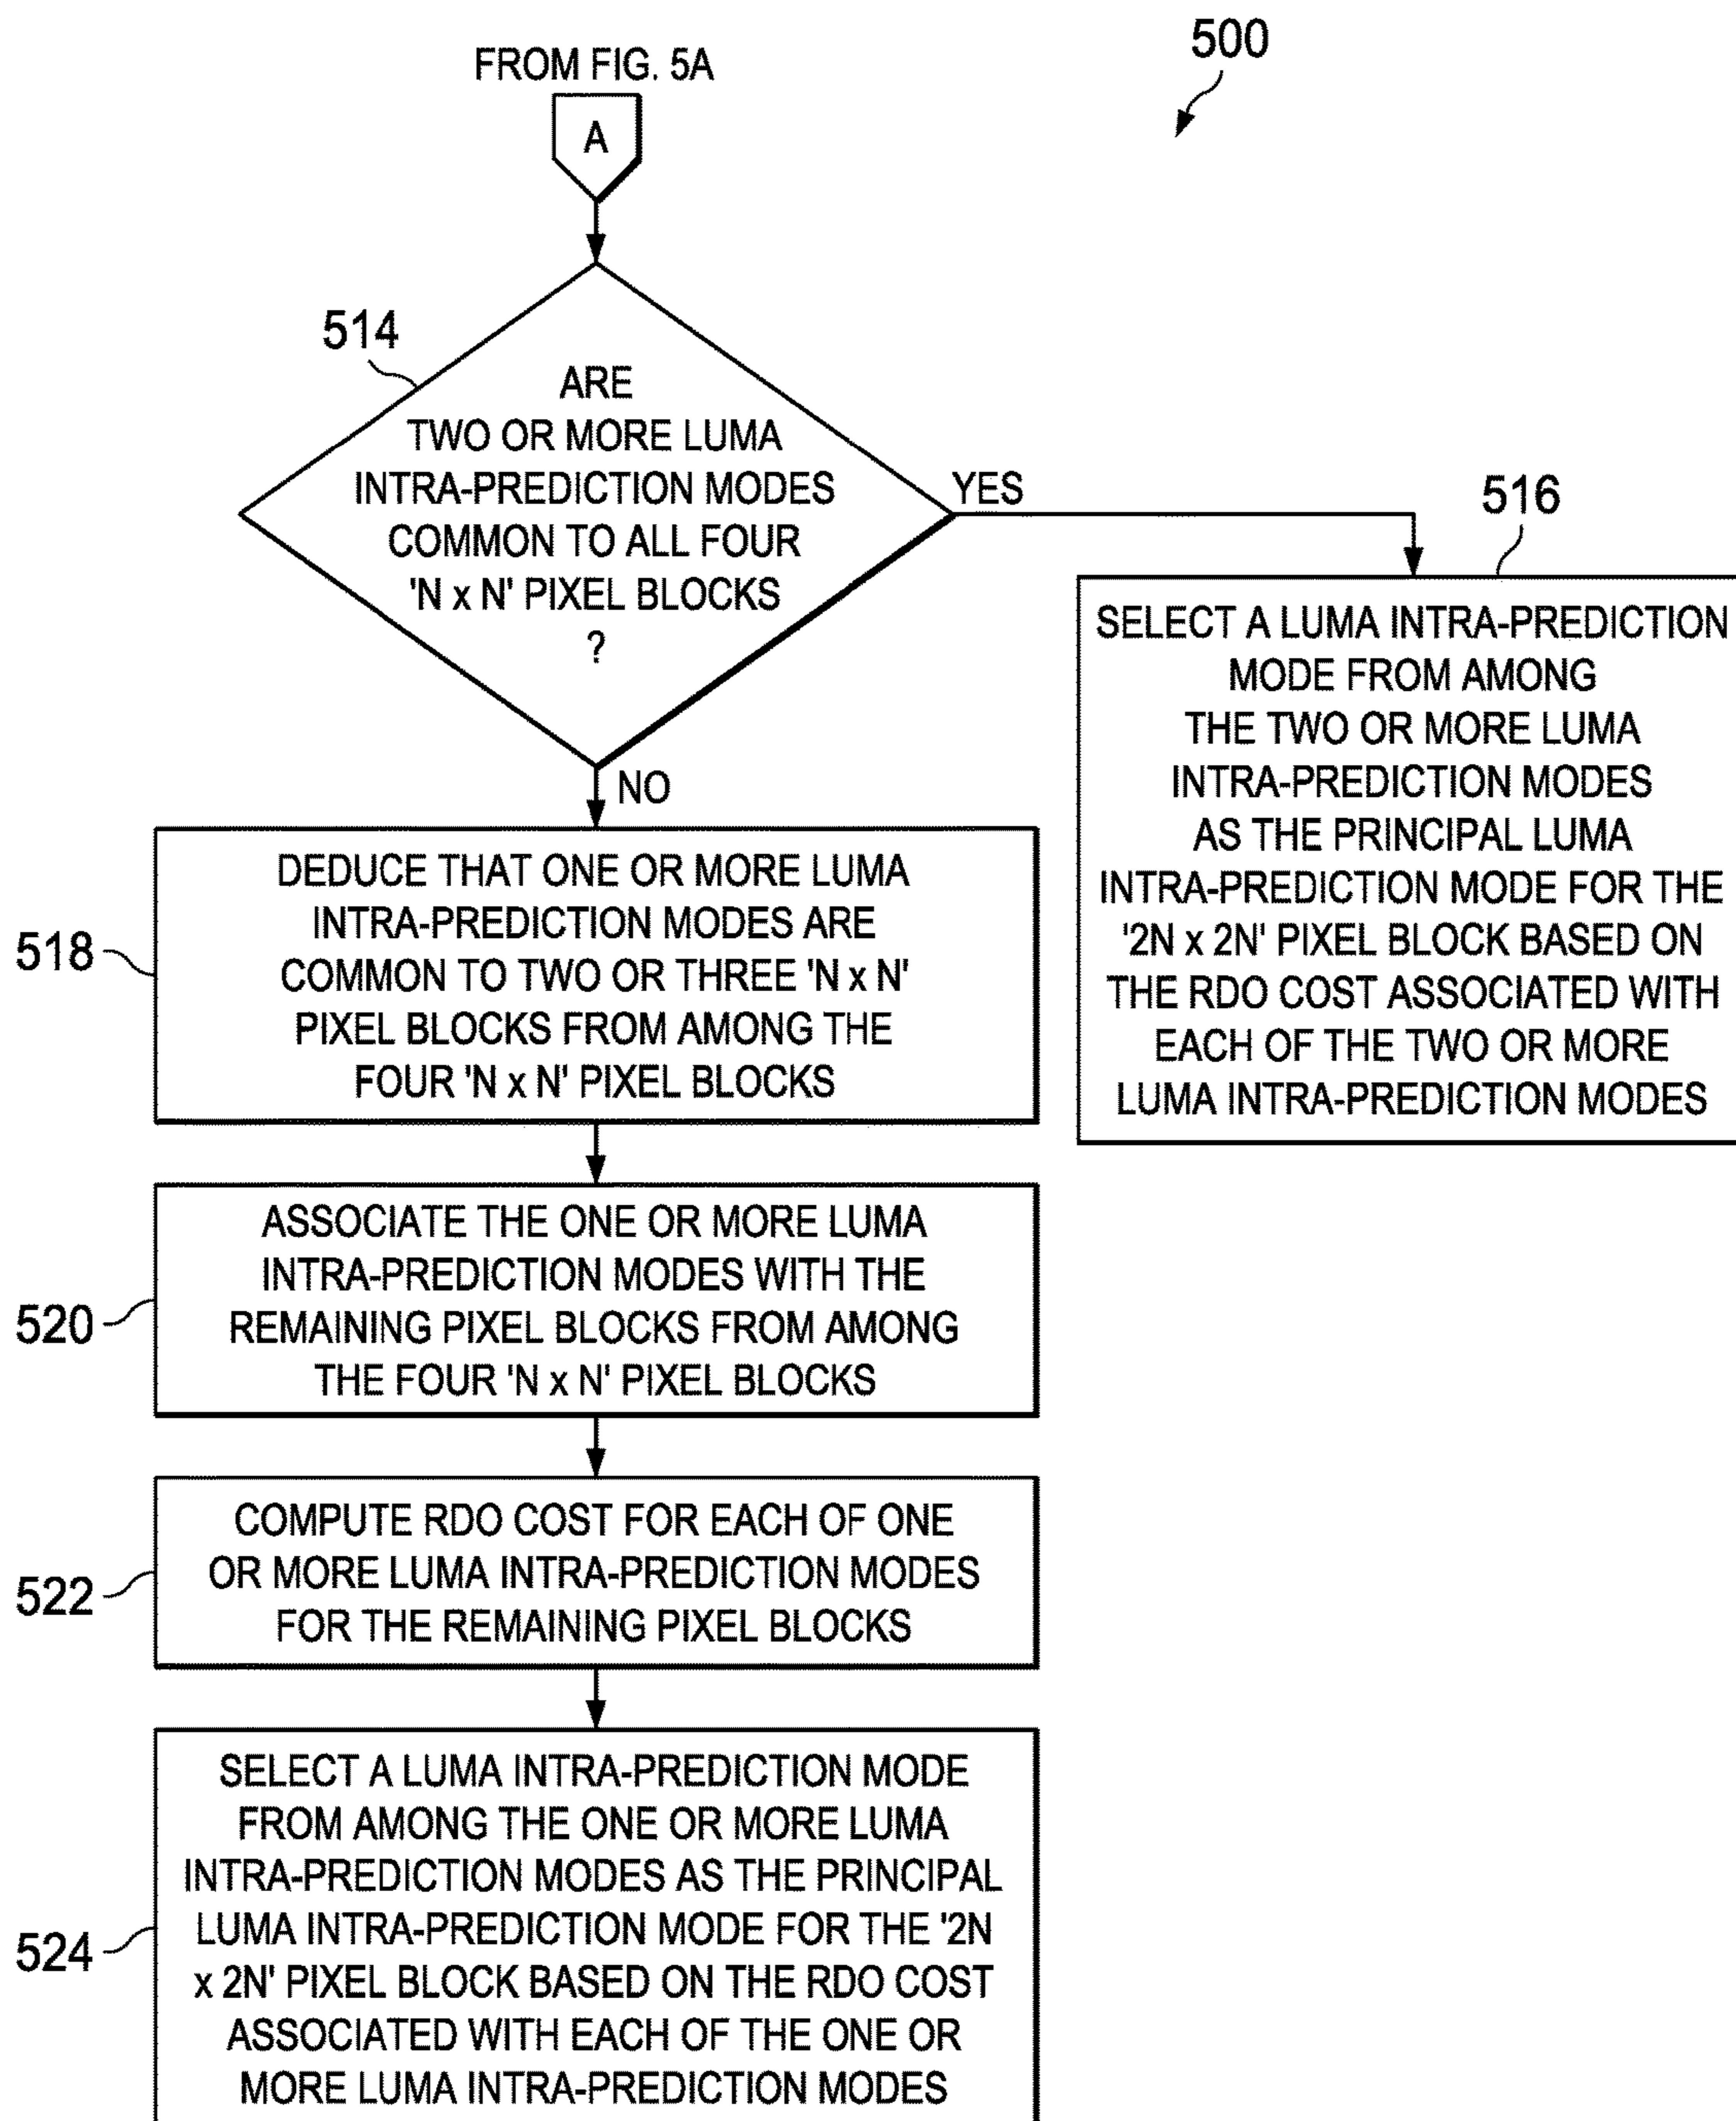 500
FROM FIG. 5A
A
514
ARE
TWO OR MORE LUMA
INTRA-PREDICTION MODES
COMMON TO ALL FOUR
'N x N' PIXEL BLOCKS
?
YES
NO
516
SELECT A LUMA INTRA-PREDICTION
MODE FROM AMONG
THE TWO OR MORE LUMA
INTRA-PREDICTION MODES
AS THE PRINCIPAL LUMA
INTRA-PREDICTION MODE FOR THE
'2N x 2N' PIXEL BLOCK BASED ON
THE RDO COST ASSOCIATED WITH
EACH OF THE TWO OR MORE
LUMA INTRA-PREDICTION MODES
518
DEDUCE THAT ONE OR MORE LUMA
INTRA-PREDICTION MODES ARE
COMMON TO TWO OR THREE 'N x N'
PIXEL BLOCKS FROM AMONG THE
FOUR 'N x N' PIXEL BLOCKS
520
ASSOCIATE THE ONE OR MORE LUMA
INTRA-PREDICTION MODES WITH THE
REMAINING PIXEL BLOCKS FROM AMONG
THE FOUR 'N x N' PIXEL BLOCKS
522
COMPUTE RDO COST FOR EACH OF ONE
OR MORE LUMA INTRA-PREDICTION MODES
FOR THE REMAINING PIXEL BLOCKS
524
SELECT A LUMA INTRA-PREDICTION MODE
FROM AMONG THE ONE OR MORE LUMA
INTRA-PREDICTION MODES AS THE PRINCIPAL
LUMA INTRA-PREDICTION MODE FOR THE '2N
x 2N' PIXEL BLOCK BASED ON THE RDO COST
ASSOCIATED WITH EACH OF THE ONE OR
MORE LUMA INTRA-PREDICTION MODES